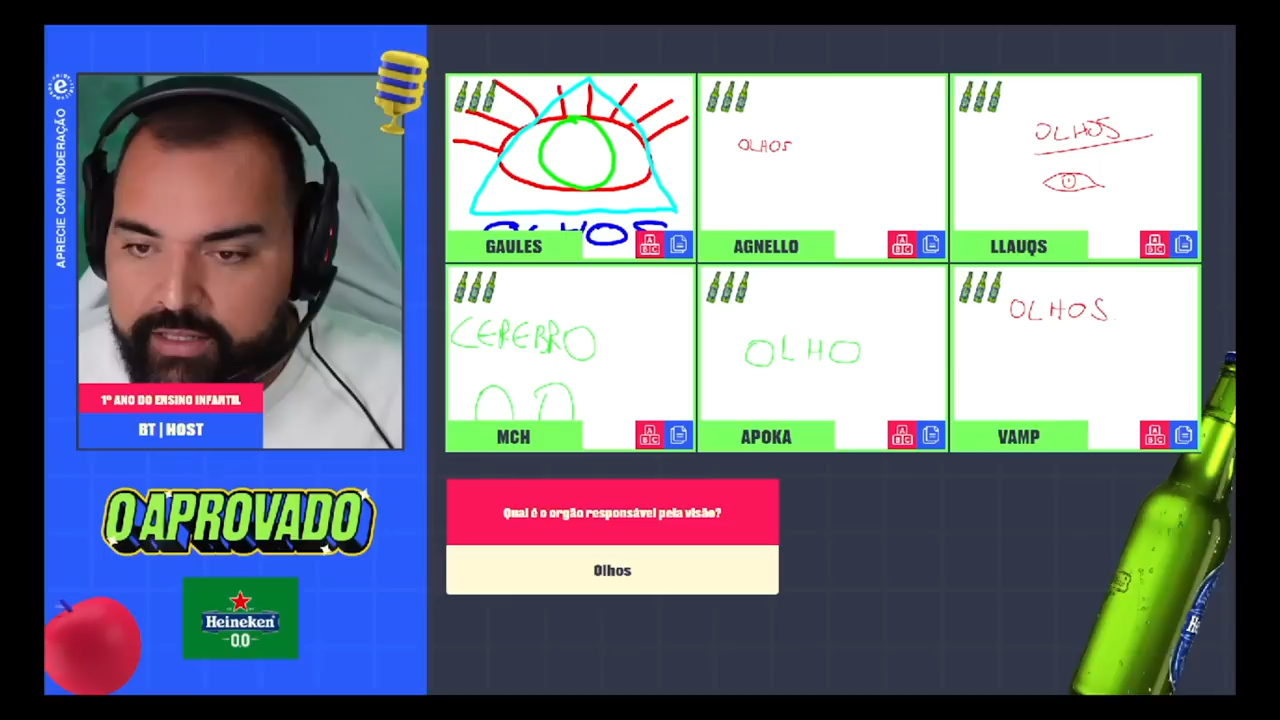 APRECIE COM MODERAÇÃO
1º ANO DO ENSINO INFANTIL
BT | HOST
O APROVADO
Heineken
0.0
OLHOS
GAULES
A
B C
OLHOS
AGNELLO
A
B C
OLHOS
LLAUQS
A
B C
CEREBRO
MCH
A
B C
OLHO
APOKA
A
B C
OLHOS
VAMP
A
B C
Qual é o orgão responsável pela visão?
Olhos